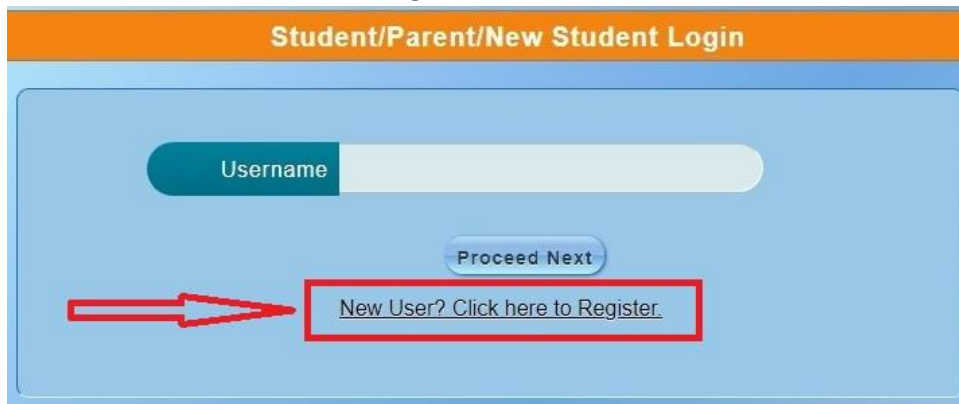 Student/Parent/New Student Login
Username
Proceed Next
New User? Click here to Register.